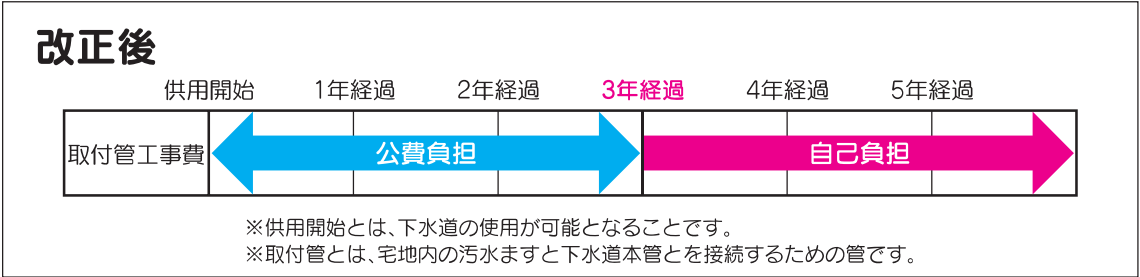 改正後
供用開始 1年経過 2年経過 3年経過 4年経過 5年経過
取付管工事費 公費負担 自己負担
※供用開始とは、下水道の使用が可能となることです。
※取付管とは、宅地内の汚水ますと下水道本管とを接続するための管です。